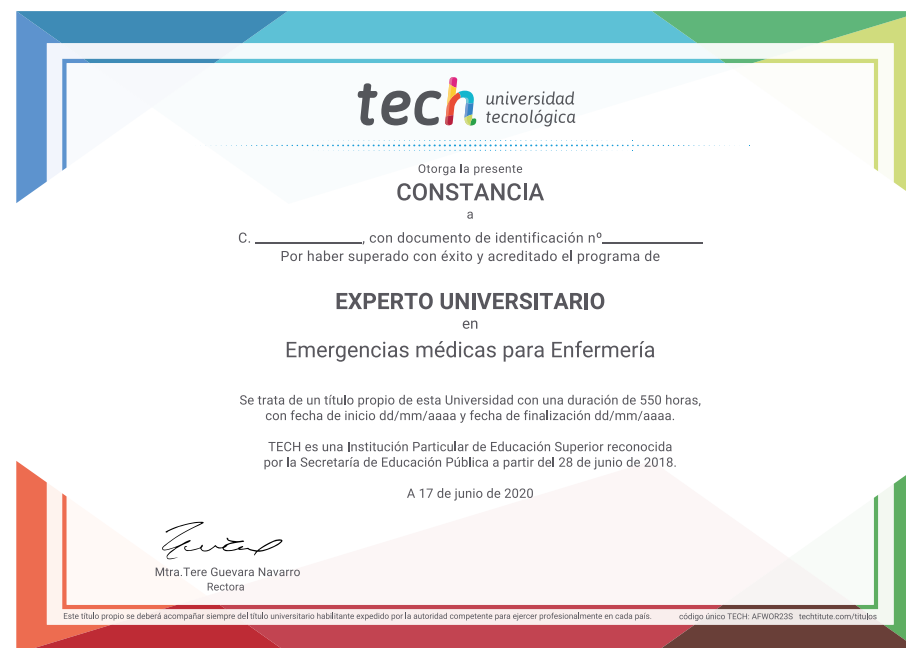 tech universidad
tecnológica
Otorga la presente
CONSTANCIA
a
C. ______________, con documento de identificación nº_____________
Por haber superado con éxito y acreditado el programa de
EXPERTO UNIVERSITARIO
en
Emergencias médicas para Enfermería
Se trata de un título propio de esta Universidad con una duración de 550 horas,
con fecha de inicio dd/mm/aaaa y fecha de finalización dd/mm/aaaa.
TECH es una Institución Particular de Educación Superior reconocida
por la Secretaría de Educación Pública a partir del 28 de junio de 2018.
A 17 de junio de 2020
Mtra.Tere Guevara Navarro
Rectora
Este título propio se deberá acompañar siempre del título universitario habilitante expedido por la autoridad competente para ejercer profesionalmente en cada país. código único TECH: AFWOR23S techtitute.com/titulos